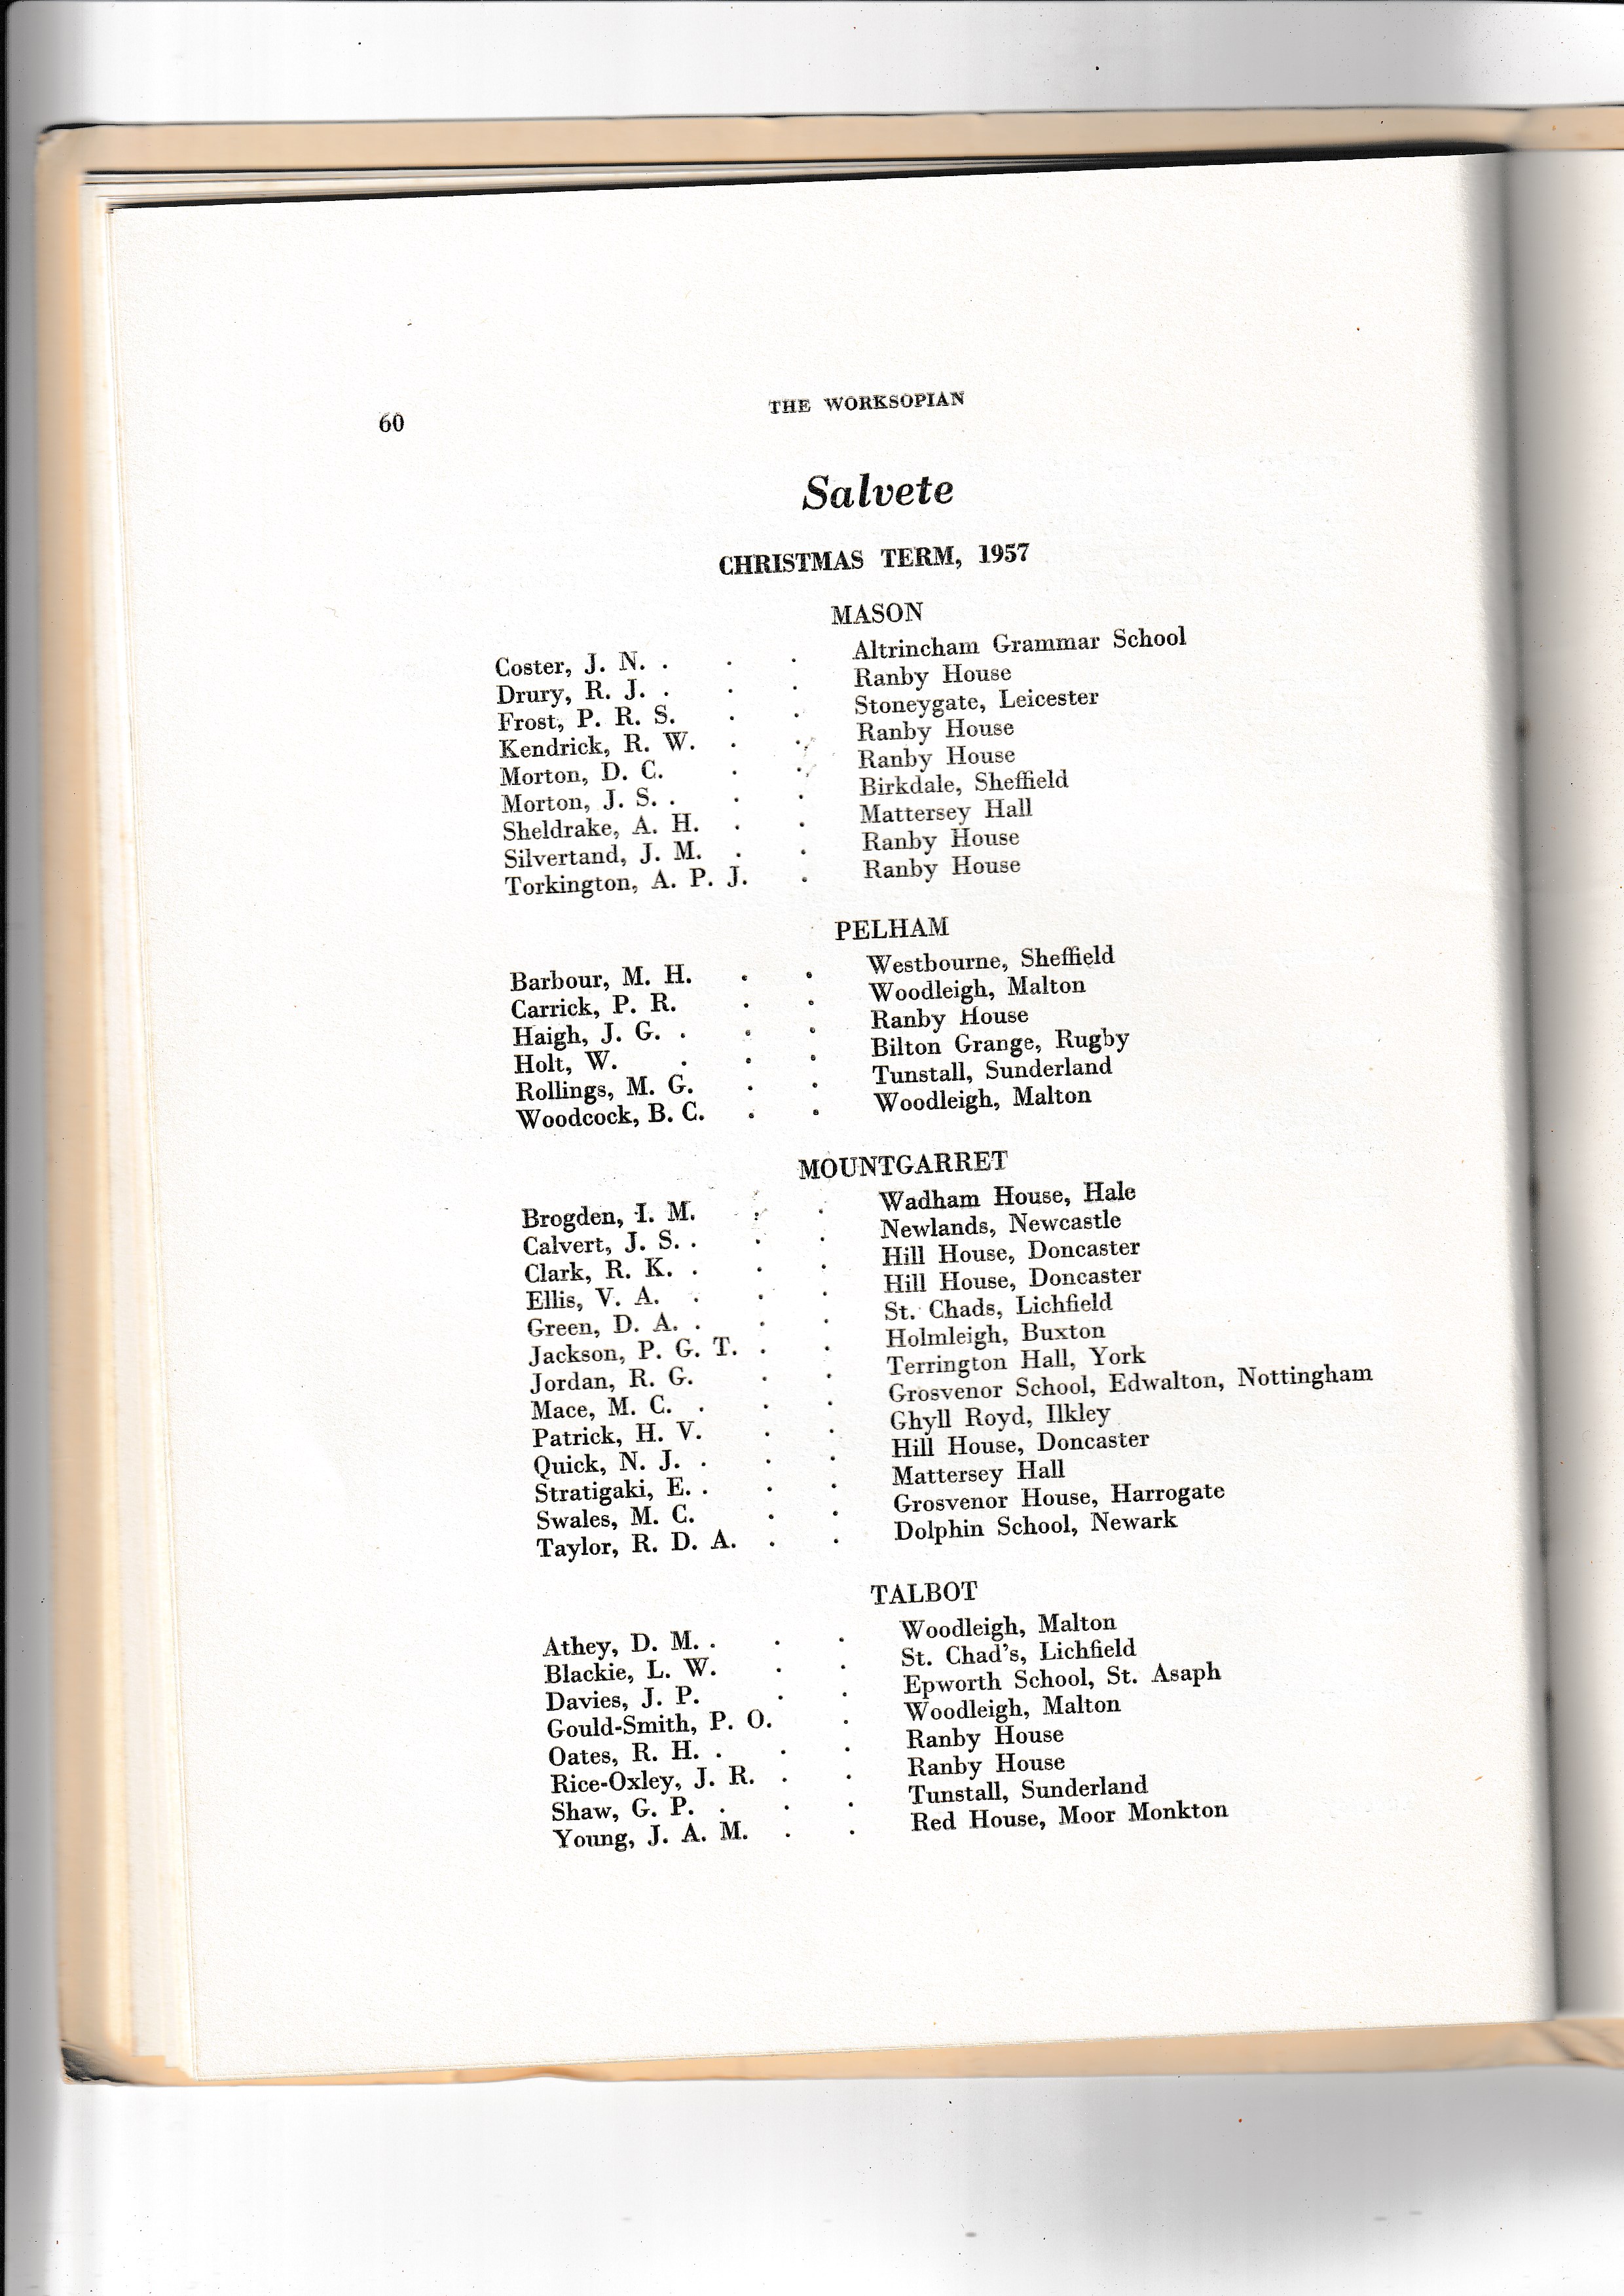 60
THE WORKSOPIAN
Salvete
CHRISTMAS TERM, 1957
MASON
Coster, J. N. . . . Altrincham Grammar School
Drury, R. J. . . . Ranby House
Frost, P. R. S. . . Stoneygate, Leicester
Kendrick, R. W. . . Ranby House
Morton, D. C. . . Ranby House
Morton, J. S. . . . Birkdale, Sheffield
Sheldrake, A. H. . . Mattersey Hall
Silvertand, J. M. . . Ranby House
Torkington, A. P. J. . Ranby House
PELHAM
Barbour, M. H. . . Westbourne, Sheffield
Carrick, P. R. . . Woodleigh, Malton
Haigh, J. G. . . . Ranby House
Holt, W. . . . Bilton Grange, Rugby
Rollings, M. G. . . Tunstall, Sunderland
Woodcock, B. C. . . Woodleigh, Malton
MOUNTGARRET
Brogden, I. M. . . Wadham House, Hale
Calvert, J. S. . . . Newlands, Newcastle
Clark, R. K. . . . Hill House, Doncaster
Ellis, V. A. . . . Hill House, Doncaster
Green, D. A. . . . St. Chads, Lichfield
Jackson, P. G. T. . . Holmleigh, Buxton
Jordan, R. G. . . Terrington Hall, York
Mace, M. C. . . . Grosvenor School, Edwalton, Nottingham
Patrick, H. V. . . Ghyll Royd, Ilkley
Quick, N. J. . . . Hill House, Doncaster
Stratigaki, E. . . . Mattersey Hall
Swales, M. C. . . Grosvenor House, Harrogate
Taylor, R. D. A. . . Dolphin School, Newark
TALBOT
Athey, D. M. . . . Woodleigh, Malton
Blackie, L. W. . . St. Chad's, Lichfield
Davies, J. P. . . Epworth School, St. Asaph
Gould-Smith, P. O. . Woodleigh, Malton
Oates, R. H. . . . Ranby House
Rice-Oxley, J. R. . . Ranby House
Shaw, G. P. . . . Tunstall, Sunderland
Young, J. A. M. . . Red House, Moor Monkton